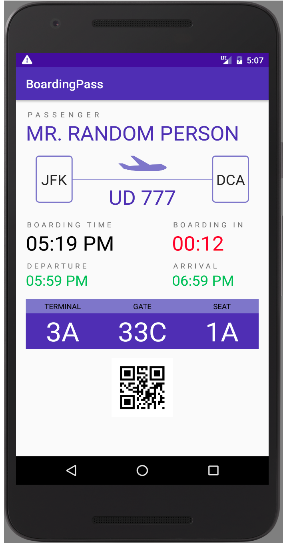 5:07
BoardingPass
PASSENGER
MR. RANDOM PERSON
JFK
DCA
UD 777
BOARDING TIME
BOARDING IN
05:19 PM
00:12
DEPARTURE
ARRIVAL
05:59 PM
06:59 PM
TERMINAL GATE SEAT
3A 33C 1A